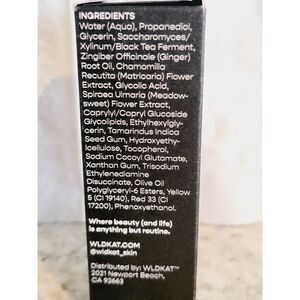 INGREDIENTS
Water (Aqua), Propanediol,
Glycerin, Saccharomyces/
Xylinum/Black Tea Ferment,
Zingiber Officinale (Ginger)
Root Oil, Chamomilla
Recutita (Matricaria) Flower
Extract, Glycolic Acid,
Spiraea Ulmaria (Meadow-
sweet) Flower Extract,
Caprylyl/Capryl Glucoside
Glycolipids, Ethylhexylgly-
cerin, Tamarindus Indica
Seed Gum, Hydroxyethy-
lcellulose, Tocopherol,
Sodium Cocoyl Glutamate,
Xanthan Gum, Trisodium
Ethylenediamine
Disuccinate, Olive Oil
Polyglyceryl-6 Esters, Yellow
5 (CI 19140), Red 33 (CI
17200), Phenoxyethanol.
Where beauty (and life)
is anything but routine.
WLDKAT.COM
@wldkat_skin
Distributed by: WLDKAT™
2021 Newport Beach,
CA 92663